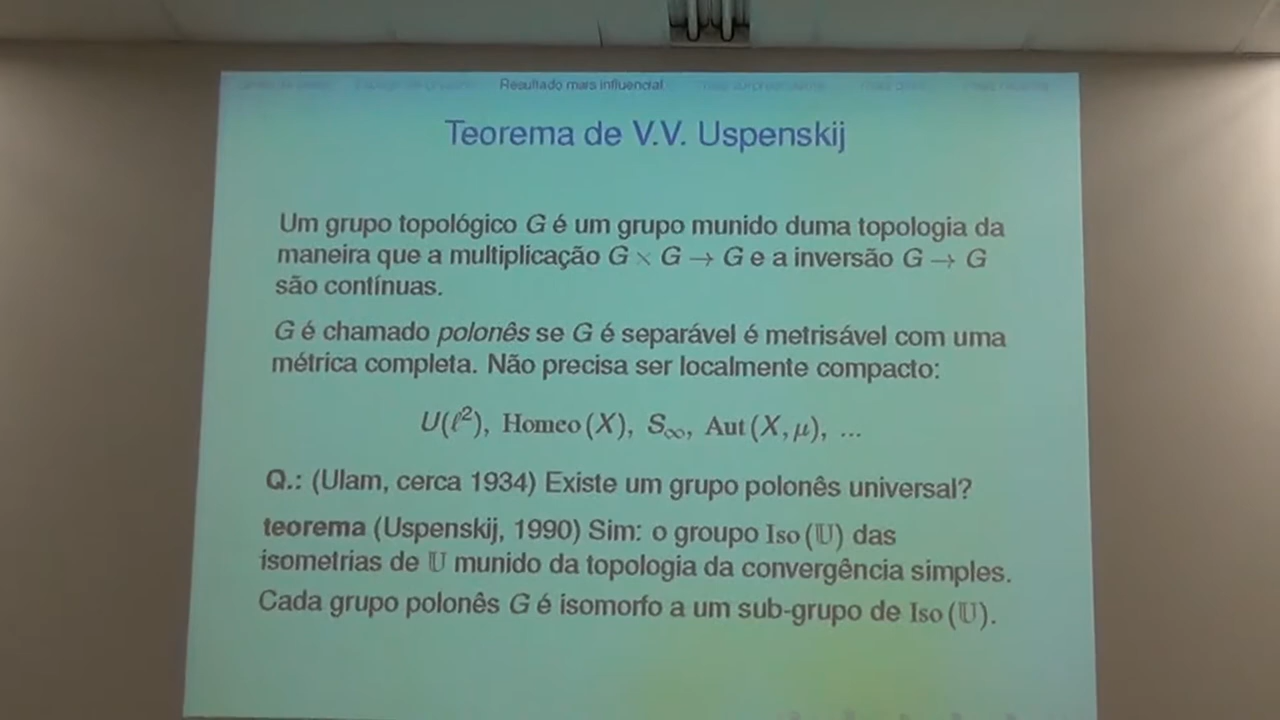 Resultado mais influencial
Teorema de V.V. Uspenskij
Um grupo topológico G é um grupo munido duma topologia da
maneira que a multiplicação G × G → G e a inversão G → G
são contínuas.
G é chamado polonês se G é separável é metrisável com uma
métrica completa. Não precisa ser localmente compacto:
U(ℓ²), Homeo (X), S∞, Aut (X, μ), ...
Q.: (Ulam, cerca 1934) Existe um grupo polonês universal?
teorema (Uspenskij, 1990) Sim: o groupo Iso (𝕌) das
isometrias de 𝕌 munido da topologia da convergência simples.
Cada grupo polonês G é isomorfo a um sub-grupo de Iso (𝕌).